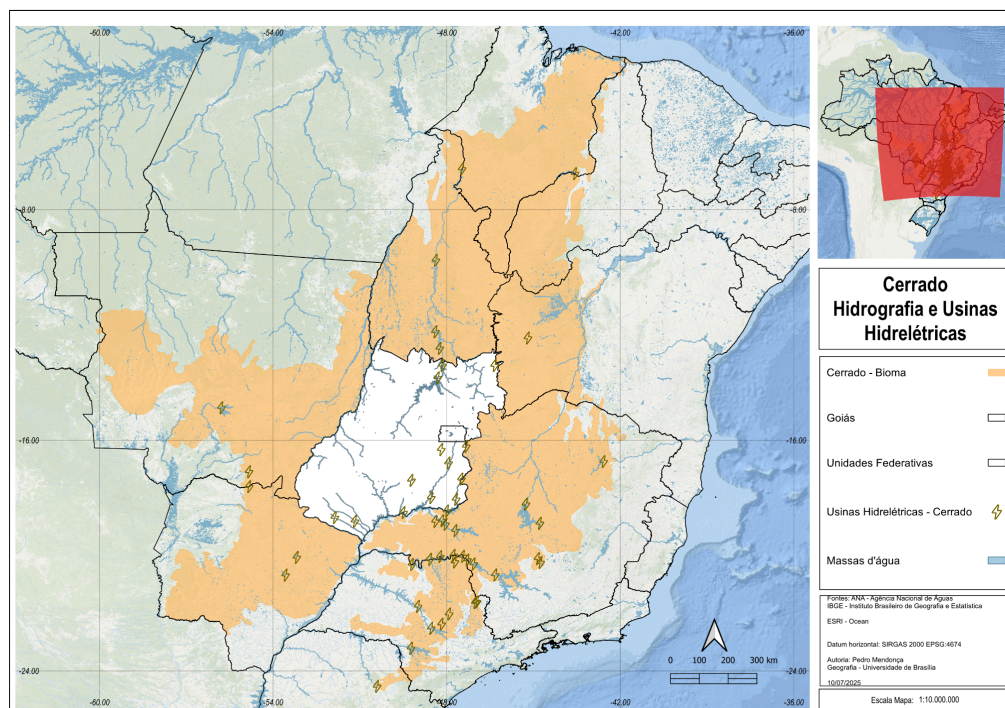 -60.00
-54.00
-48.00
-42.00
-36.00
-8.00
-8.00
-16.00
-16.00
-24.00
-24.00
-60.00
-54.00
-48.00
-42.00
-36.00
0 100 200 300 km
Cerrado
Hidrografia e Usinas
Hidrelétricas
Cerrado - Bioma
Goiás
Unidades Federativas
Usinas Hidrelétricas - Cerrado
Massas d'água
Fontes: ANA - Agência Nacional de Águas
IBGE - Instituto Brasileiro de Geografia e Estatística
ESRI - Ocean
Datum horizontal: SIRGAS 2000 EPSG:4674
Autoria: Pedro Mendonça
Geografia - Universidade de Brasília
10/07/2025
Escala Mapa: 1:10.000.000